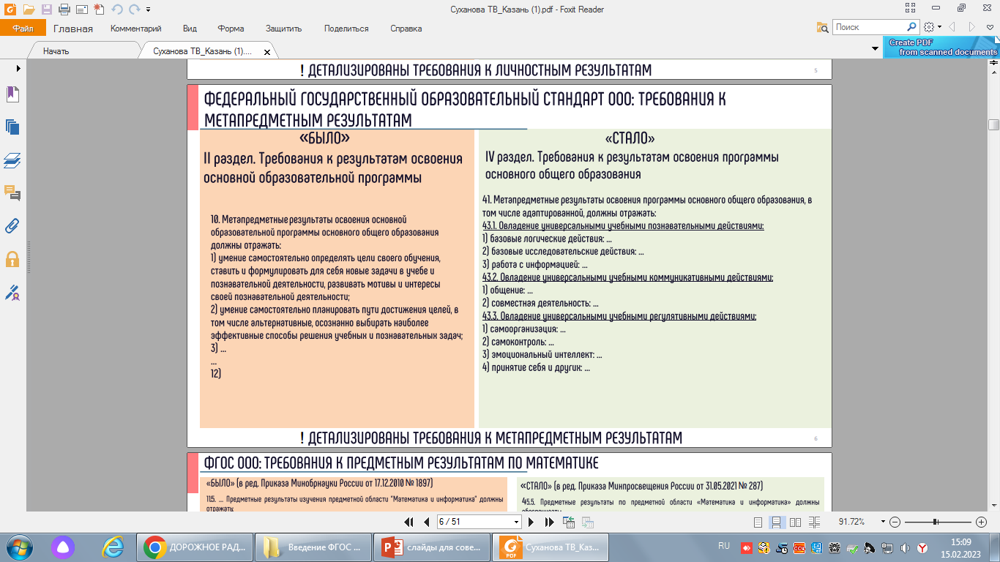 Суханова ТВ_Казань (1).pdf - Foxit Reader
Файл Главная Комментарий Вид Форма Защитить Поделиться Справка
Поиск
Начать Суханова ТВ_Казань (1)....
Create PDF
from scanned documents
! ДЕТАЛИЗИРОВАНЫ ТРЕБОВАНИЯ К ЛИЧНОСТНЫМ РЕЗУЛЬТАТАМ
5
ФЕДЕРАЛЬНЫЙ ГОСУДАРСТВЕННЫЙ ОБРАЗОВАТЕЛЬНЫЙ СТАНДАРТ ООО: ТРЕБОВАНИЯ К
МЕТАПРЕДМЕТНЫМ РЕЗУЛЬТАТАМ
«БЫЛО»
II раздел. Требования к результатам освоения
основной образовательной программы
10. Метапредметные результаты освоения основной
образовательной программы основного общего образования
должны отражать:
1) умение самостоятельно определять цели своего обучения,
ставить и формулировать для себя новые задачи в учебе и
познавательной деятельности, развивать мотивы и интересы
своей познавательной деятельности;
2) умение самостоятельно планировать пути достижения целей, в
том числе альтернативные, осознанно выбирать наиболее
эффективные способы решения учебных и познавательных задач;
3) ...
...
12)
«СТАЛО»
IV раздел. Требования к результатам освоения программы
основного общего образования
41. Метапредметные результаты освоения программы основного общего образования, в
том числе адаптированной, должны отражать:
43.1. Овладение универсальными учебными познавательными действиями:
1) базовые логические действия: ...
2) базовые исследовательские действия: ...
3) работа с информацией: ...
43.2. Овладение универсальными учебными коммуникативными действиями:
1) общение: ...
2) совместная деятельность: ...
43.3. Овладение универсальными учебными регулятивными действиями:
1) самоорганизация: ...
2) самоконтроль: ...
3) эмоциональный интеллект: ...
4) принятие себя и других: ...
! ДЕТАЛИЗИРОВАНЫ ТРЕБОВАНИЯ К МЕТАПРЕДМЕТНЫМ РЕЗУЛЬТАТАМ
6
ФГОС ООО: ТРЕБОВАНИЯ К ПРЕДМЕТНЫМ РЕЗУЛЬТАТАМ ПО МАТЕМАТИКЕ
«БЫЛО» (в ред. Приказа Минобрнауки России от 17.12.2010 № 1897)
11.5. ... Предметные результаты изучения предметной области "Математика и информатика" должны
отражать:
«СТАЛО» (в ред. Приказа Минпросвещения России от 31.05.2021 № 287)
45.5. Предметные результаты по предметной области «Математика и информатика» должны
6 / 51
91.72%
ДОРОЖНОЕ РАД... Введение ФГОС ... слайды для сове... Суханова ТВ_Каз...
RU
15:09
15.02.2023